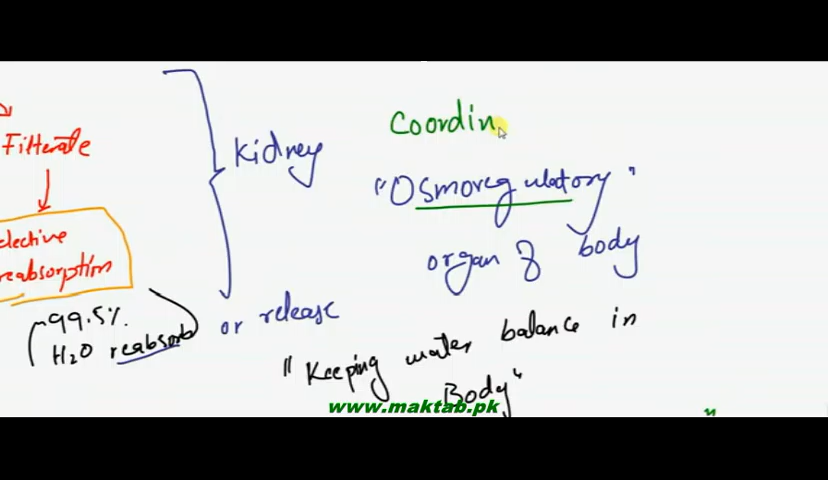 Filterate
elective
reabsorption
99.5%
H₂O reabsorb
Kidney
or release
Coordin
"Osmoregulatory"
organ of body
"Keeping water balance in
Body"
www.maktab.pk